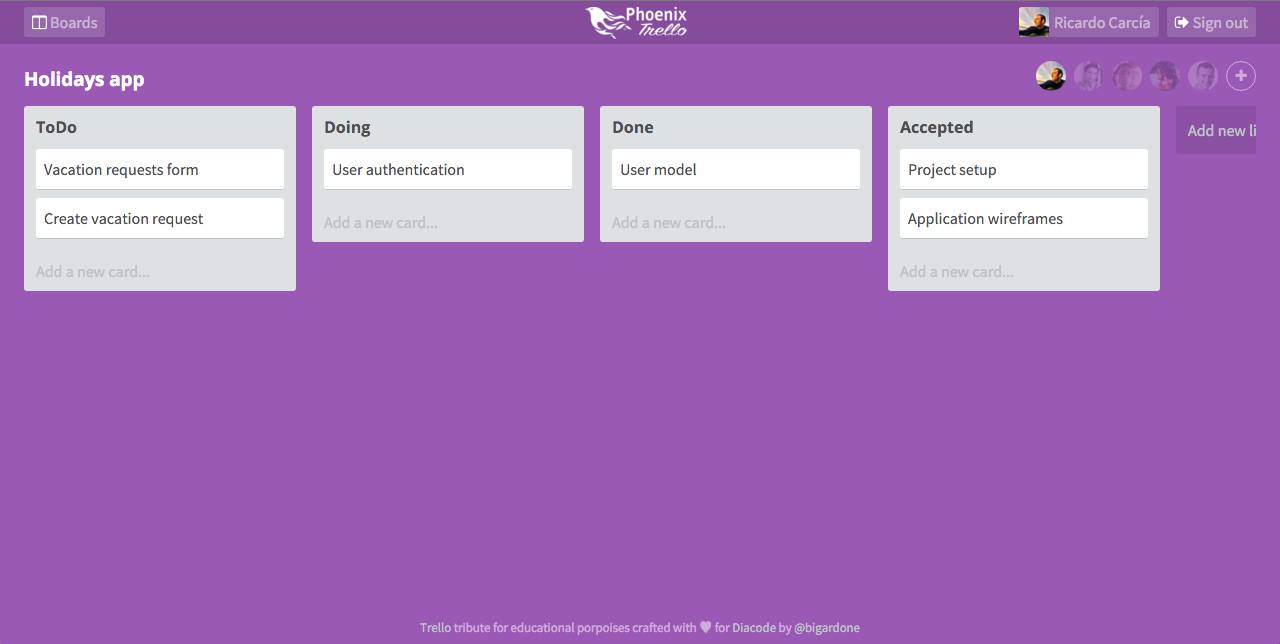 Boards
Phoenix
Trello
Ricardo Carcía
Sign out
Holidays app
ToDo
Vacation requests form
Create vacation request
Add a new card...
Doing
User authentication
Add a new card...
Done
User model
Add a new card...
Accepted
Project setup
Application wireframes
Add a new card...
Add new li
Trello tribute for educational porpoises crafted with ♥ for Diacode by @bigardone